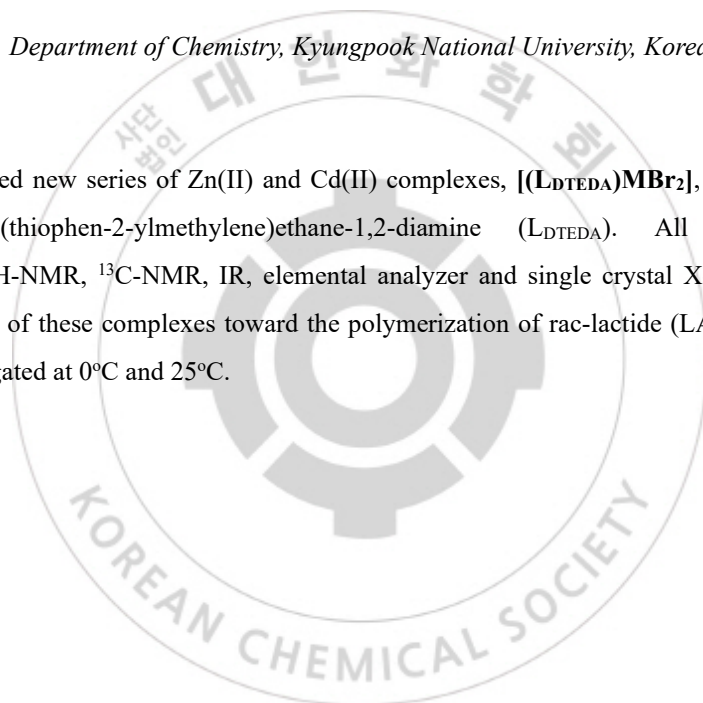 Department of Chemistry, Kyungpook National University, Korea
ed new series of Zn(II) and Cd(II) complexes, [(L_DTEDA)MBr₂],
(thiophen-2-ylmethylene)ethane-1,2-diamine (L_DTEDA). All
H-NMR, ¹³C-NMR, IR, elemental analyzer and single crystal X
of these complexes toward the polymerization of rac-lactide (LA
gated at 0°C and 25°C.
사단법인 대한화학회
KOREAN CHEMICAL SOCIETY